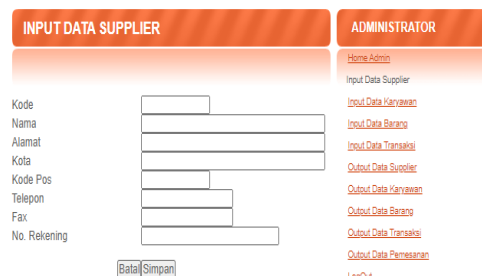 INPUT DATA SUPPLIER
Kode
Nama
Alamat
Kota
Kode Pos
Telepon
Fax
No. Rekening
Batal Simpan
ADMINISTRATOR
Home Admin
Input Data Supplier
Input Data Karyawan
Input Data Barang
Input Data Transaksi
Output Data Supplier
Output Data Karyawan
Output Data Barang
Output Data Transaksi
Output Data Pemesanan
LogOut